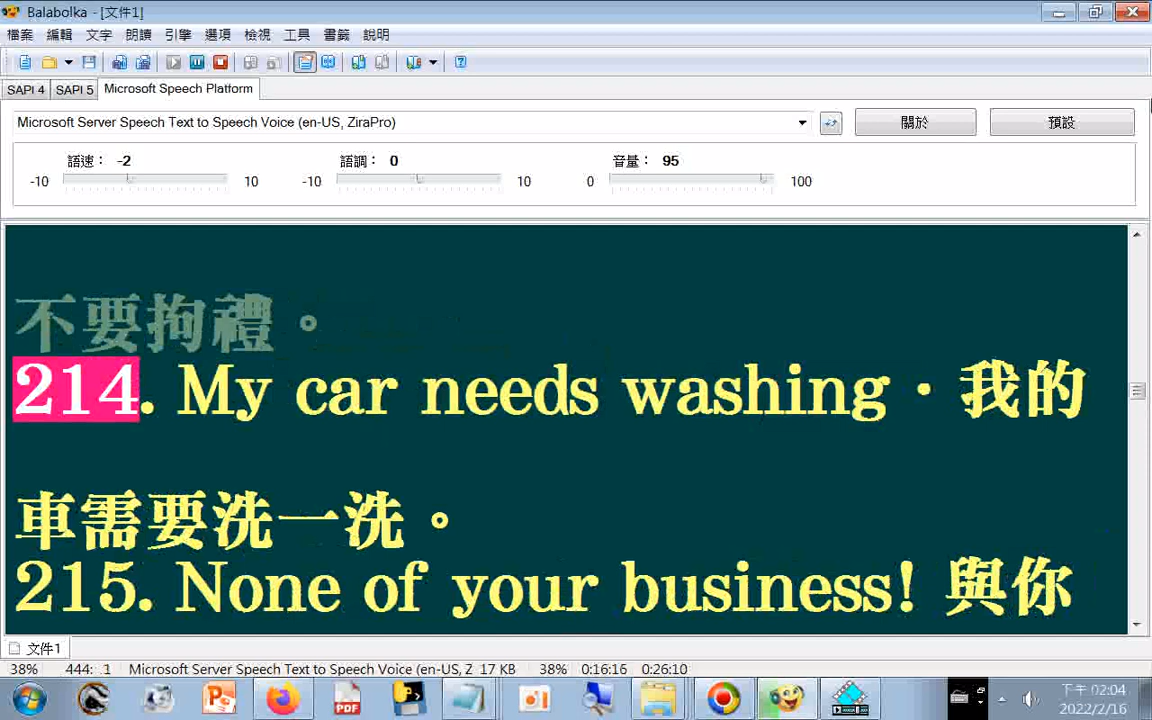 Balabolka - [文件1]
檔案 編輯 文字 朗讀 引擎 選項 檢視 工具 書籤 說明
SAPI 4 SAPI 5 Microsoft Speech Platform
Microsoft Server Speech Text to Speech Voice (en-US, ZiraPro) 關於 預設
語速： -2 語調： 0 音量： 95
-10 10 -10 10 0 100
不要拘禮。
214. My car needs washing．我的
車需要洗一洗。
215. None of your business! 與你
文件1
38% 444: 1 Microsoft Server Speech Text to Speech Voice (en-US, Z 17 KB 38% 0:16:16 0:26:10
下午 02:04
2022/2/16